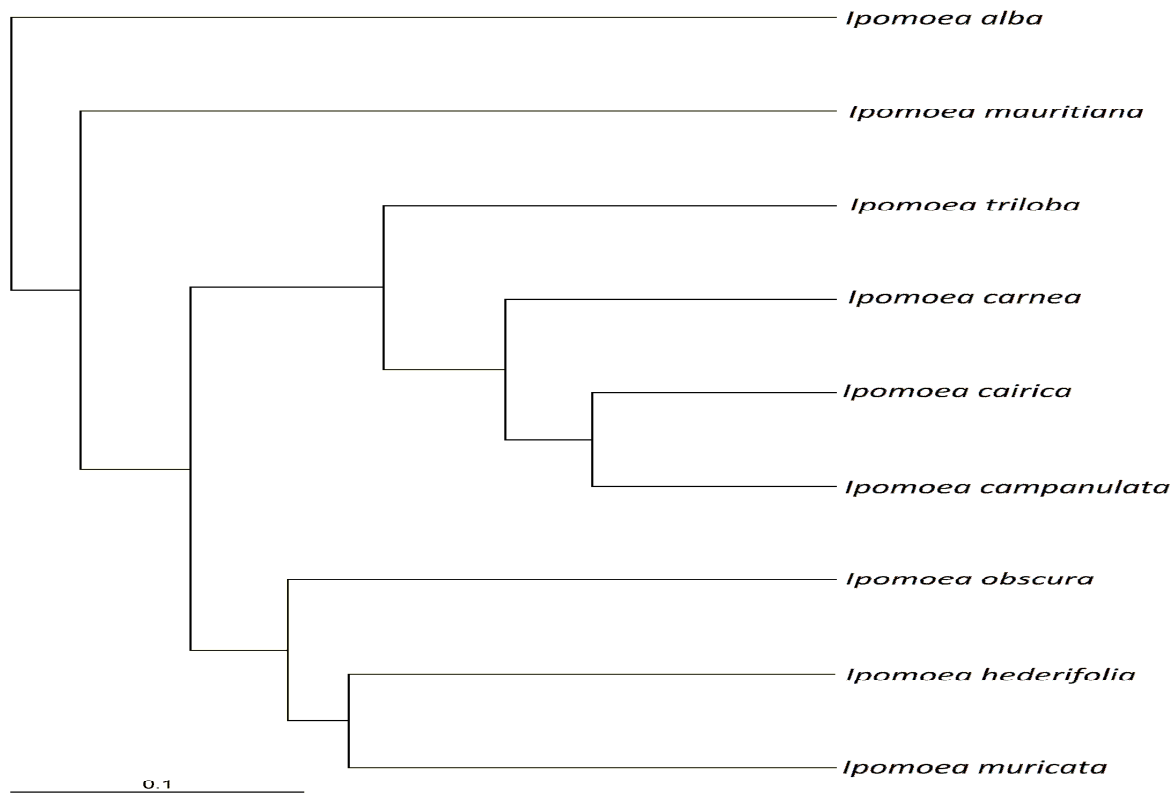 Ipomoea alba
Ipomoea mauritiana
Ipomoea triloba
Ipomoea carnea
Ipomoea cairica
Ipomoea campanulata
Ipomoea obscura
Ipomoea hederifolia
Ipomoea muricata
0.1